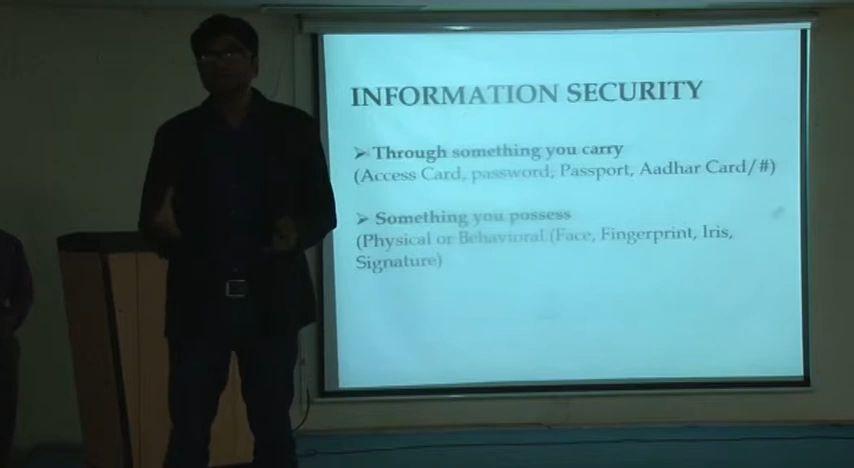 INFORMATION SECURITY
➢ Through something you carry
(Access Card, password, Passport, Aadhar Card/#)
➢ Something you possess
(Physical or Behavioral (Face, Fingerprint, Iris,
Signature)